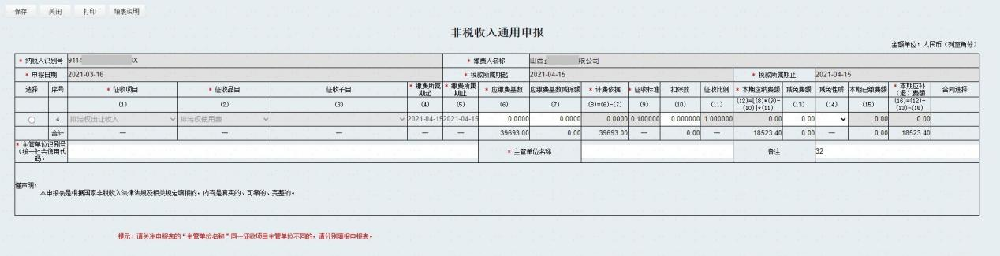 保存 关闭 打印 填表说明
非税收入通用申报
金额单位：人民币（列至角分）
* 纳税人识别号 9114 3X * 缴费人名称 山西 限公司
* 申报日期 2021-03-16 * 税款所属期起 2021-04-15 * 税款所属期止 2021-04-15
选择 序号 * 征收项目 * 征收品目 征收子目 * 缴费所属期起 * 缴费所属期止 * 应缴费基数 应缴费基数减除额 * 计费依据 * 征收标准 扣除数 征收比例 * 本期应纳费额 减免费额 减免性质 本期已缴费额 * 本期应补（退）费额 合同选择
(1) (2) (3) (4) (5) (6) (7) (8)=(6)-(7) (9) (10) (11) (12)=[(8)*(9)-(10)]*(11) (13) (14) (15) (16)=(12)-(13)-(15)
4 排污权出让收入 排污权使用费 2021-04-15 2021-04-15 0.0000 0.0000 0.0000 0.100000 0.000000 1.000000 0.00 0.00 0.00 0.00
合计 — — — — — 39693.00 0.00 39693.00 — 0.00 — 18523.40 0.00 — 0.00 18523.40
* 主管单位识别号（统一社会信用代码） * 主管单位名称 备注 32
谨声明：
本申报表是根据国家非税收入法律法规及相关规定填报的，内容是真实的、可靠的、完整的。
提示：请关注申报表的“主管单位名称”同一征收项目主管单位不同的，请分别填报申报表。